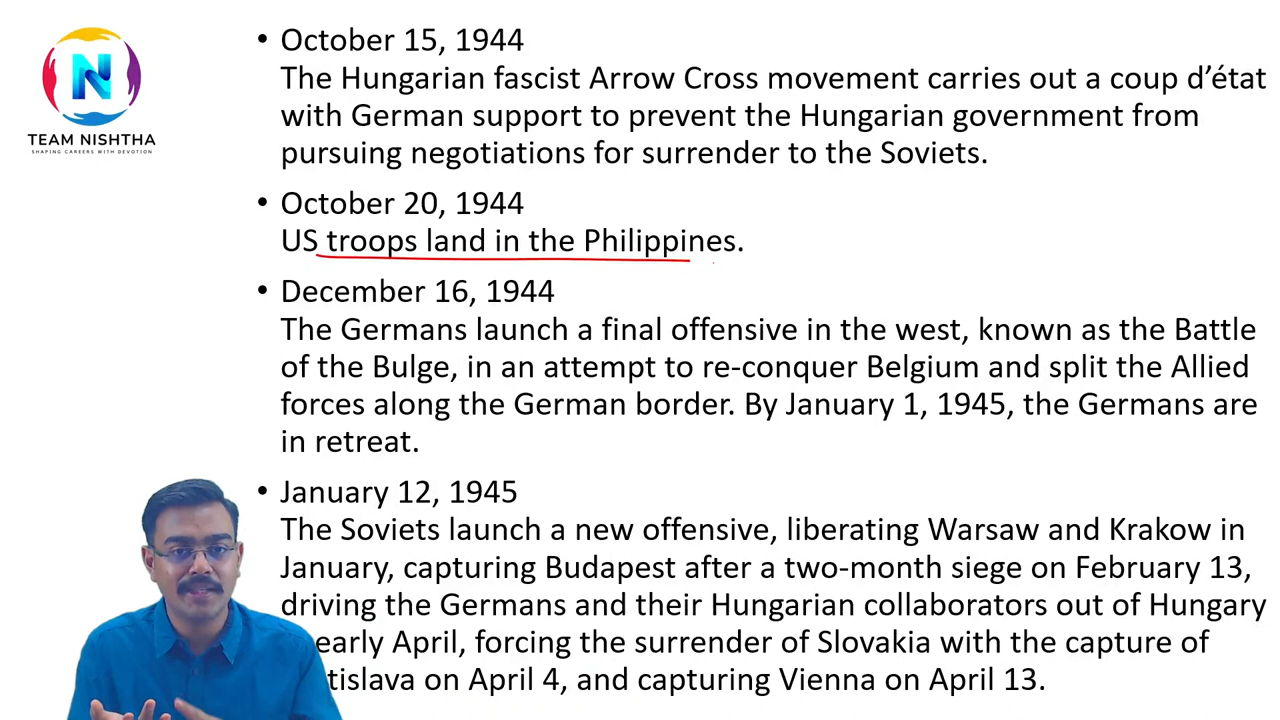 N
TEAM NISHTHA
SHAPING CAREERS WITH DEVOTION
• October 15, 1944
The Hungarian fascist Arrow Cross movement carries out a coup d’état
with German support to prevent the Hungarian government from
pursuing negotiations for surrender to the Soviets.
• October 20, 1944
US troops land in the Philippines.
• December 16, 1944
The Germans launch a final offensive in the west, known as the Battle
of the Bulge, in an attempt to re-conquer Belgium and split the Allied
forces along the German border. By January 1, 1945, the Germans are
in retreat.
• January 12, 1945
The Soviets launch a new offensive, liberating Warsaw and Krakow in
January, capturing Budapest after a two-month siege on February 13,
driving the Germans and their Hungarian collaborators out of Hungary
early April, forcing the surrender of Slovakia with the capture of
tislava on April 4, and capturing Vienna on April 13.